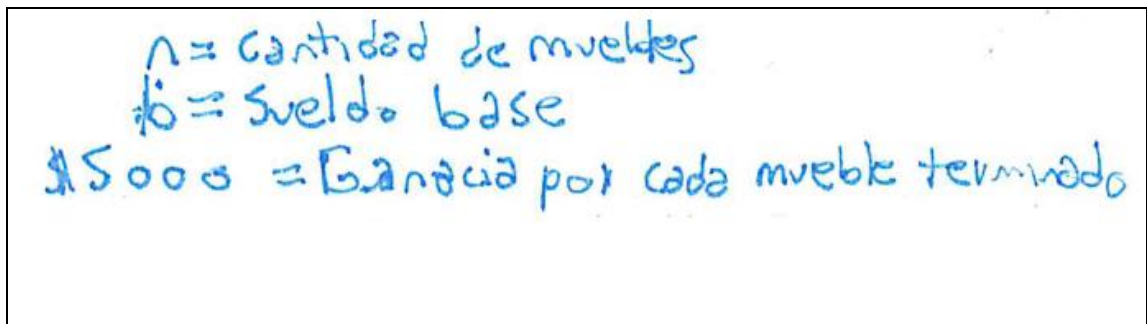 n = cantidad de muebles
b = sueldo base
$5000 = Ganacia por cada mueble terminado